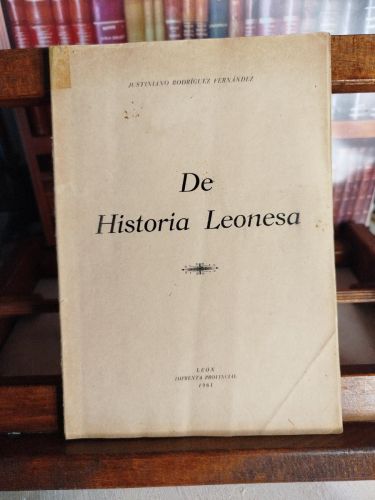 JUSTINIANO RODRÍGUEZ FERNÁNDEZ
De
Historia Leonesa
LEÓN
IMPRENTA PROVINCIAL
1961